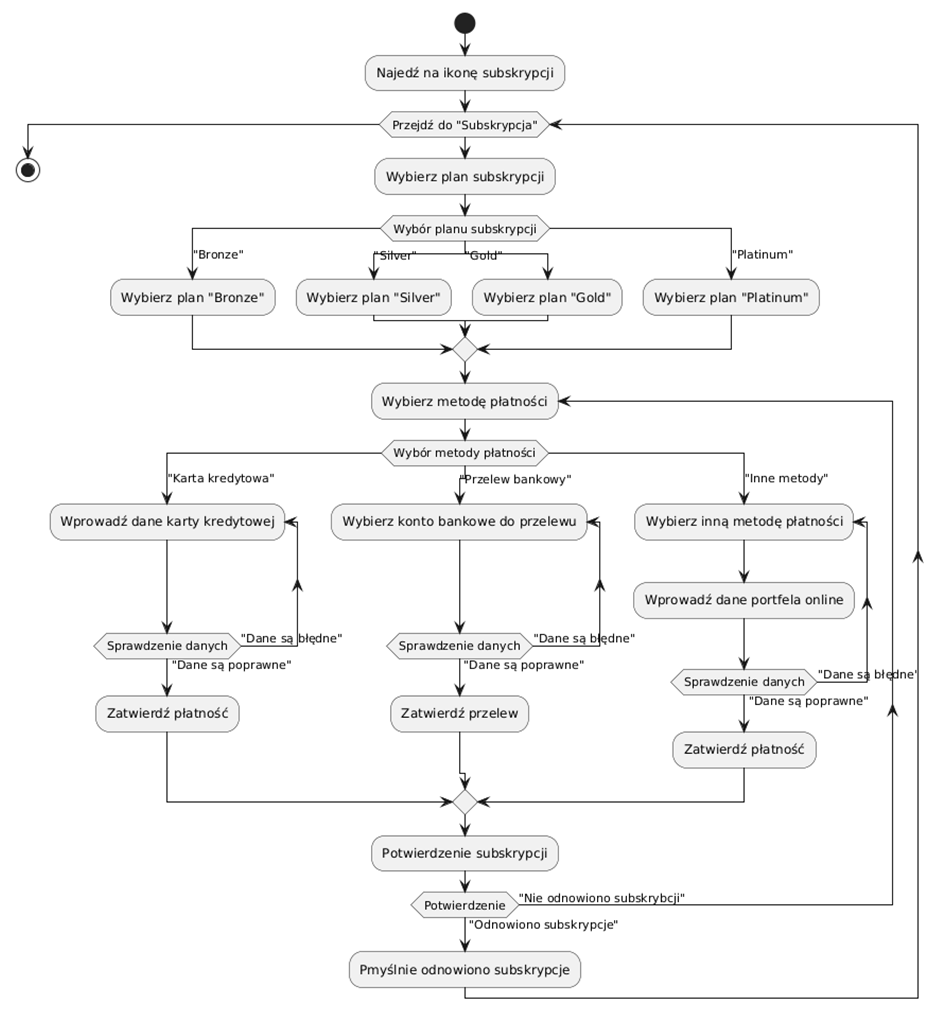 Najedź na ikonę subskrypcji
Przejdź do "Subskrypcja"
Wybierz plan subskrypcji
Wybór planu subskrypcji
"Bronze"
"Silver"
"Gold"
"Platinum"
Wybierz plan "Bronze"
Wybierz plan "Silver"
Wybierz plan "Gold"
Wybierz plan "Platinum"
Wybierz metodę płatności
Wybór metody płatności
"Karta kredytowa"
"Przelew bankowy"
"Inne metody"
Wprowadź dane karty kredytowej
Wybierz konto bankowe do przelewu
Wybierz inną metodę płatności
Wprowadź dane portfela online
Sprawdzenie danych
"Dane są błędne"
Sprawdzenie danych
"Dane są błędne"
"Dane są poprawne"
"Dane są poprawne"
Sprawdzenie danych
"Dane są błędne"
"Dane są poprawne"
Zatwierdź płatność
Zatwierdź przelew
Zatwierdź płatność
Potwierdzenie subskrypcji
Potwierdzenie
"Nie odnowiono subskrybcji"
"Odnowiono subskrypcje"
Pmyślnie odnowiono subskrypcje